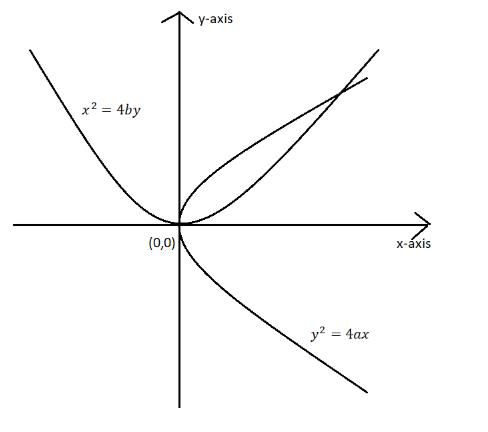 y-axis
x² = 4by
(0,0)
x-axis
y² = 4ax